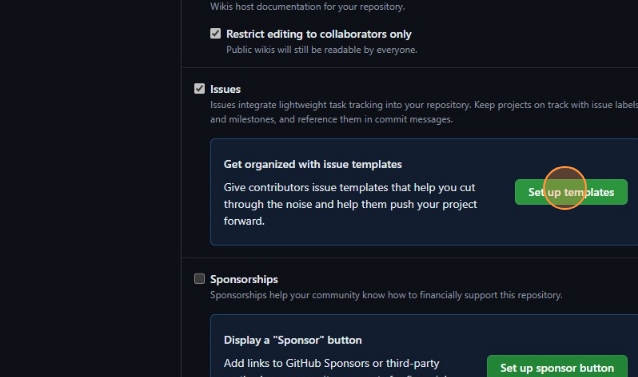 Wikis host documentation for your repository.
Restrict editing to collaborators only
Public wikis will still be readable by everyone.
Issues
Issues integrate lightweight task tracking into your repository. Keep projects on track with issue labels
and milestones, and reference them in commit messages.
Get organized with issue templates
Give contributors issue templates that help you cut
through the noise and help them push your project
forward.
Set up templates
Sponsorships
Sponsorships help your community know how to financially support this repository.
Display a "Sponsor" button
Add links to GitHub Sponsors or third-party
Set up sponsor button